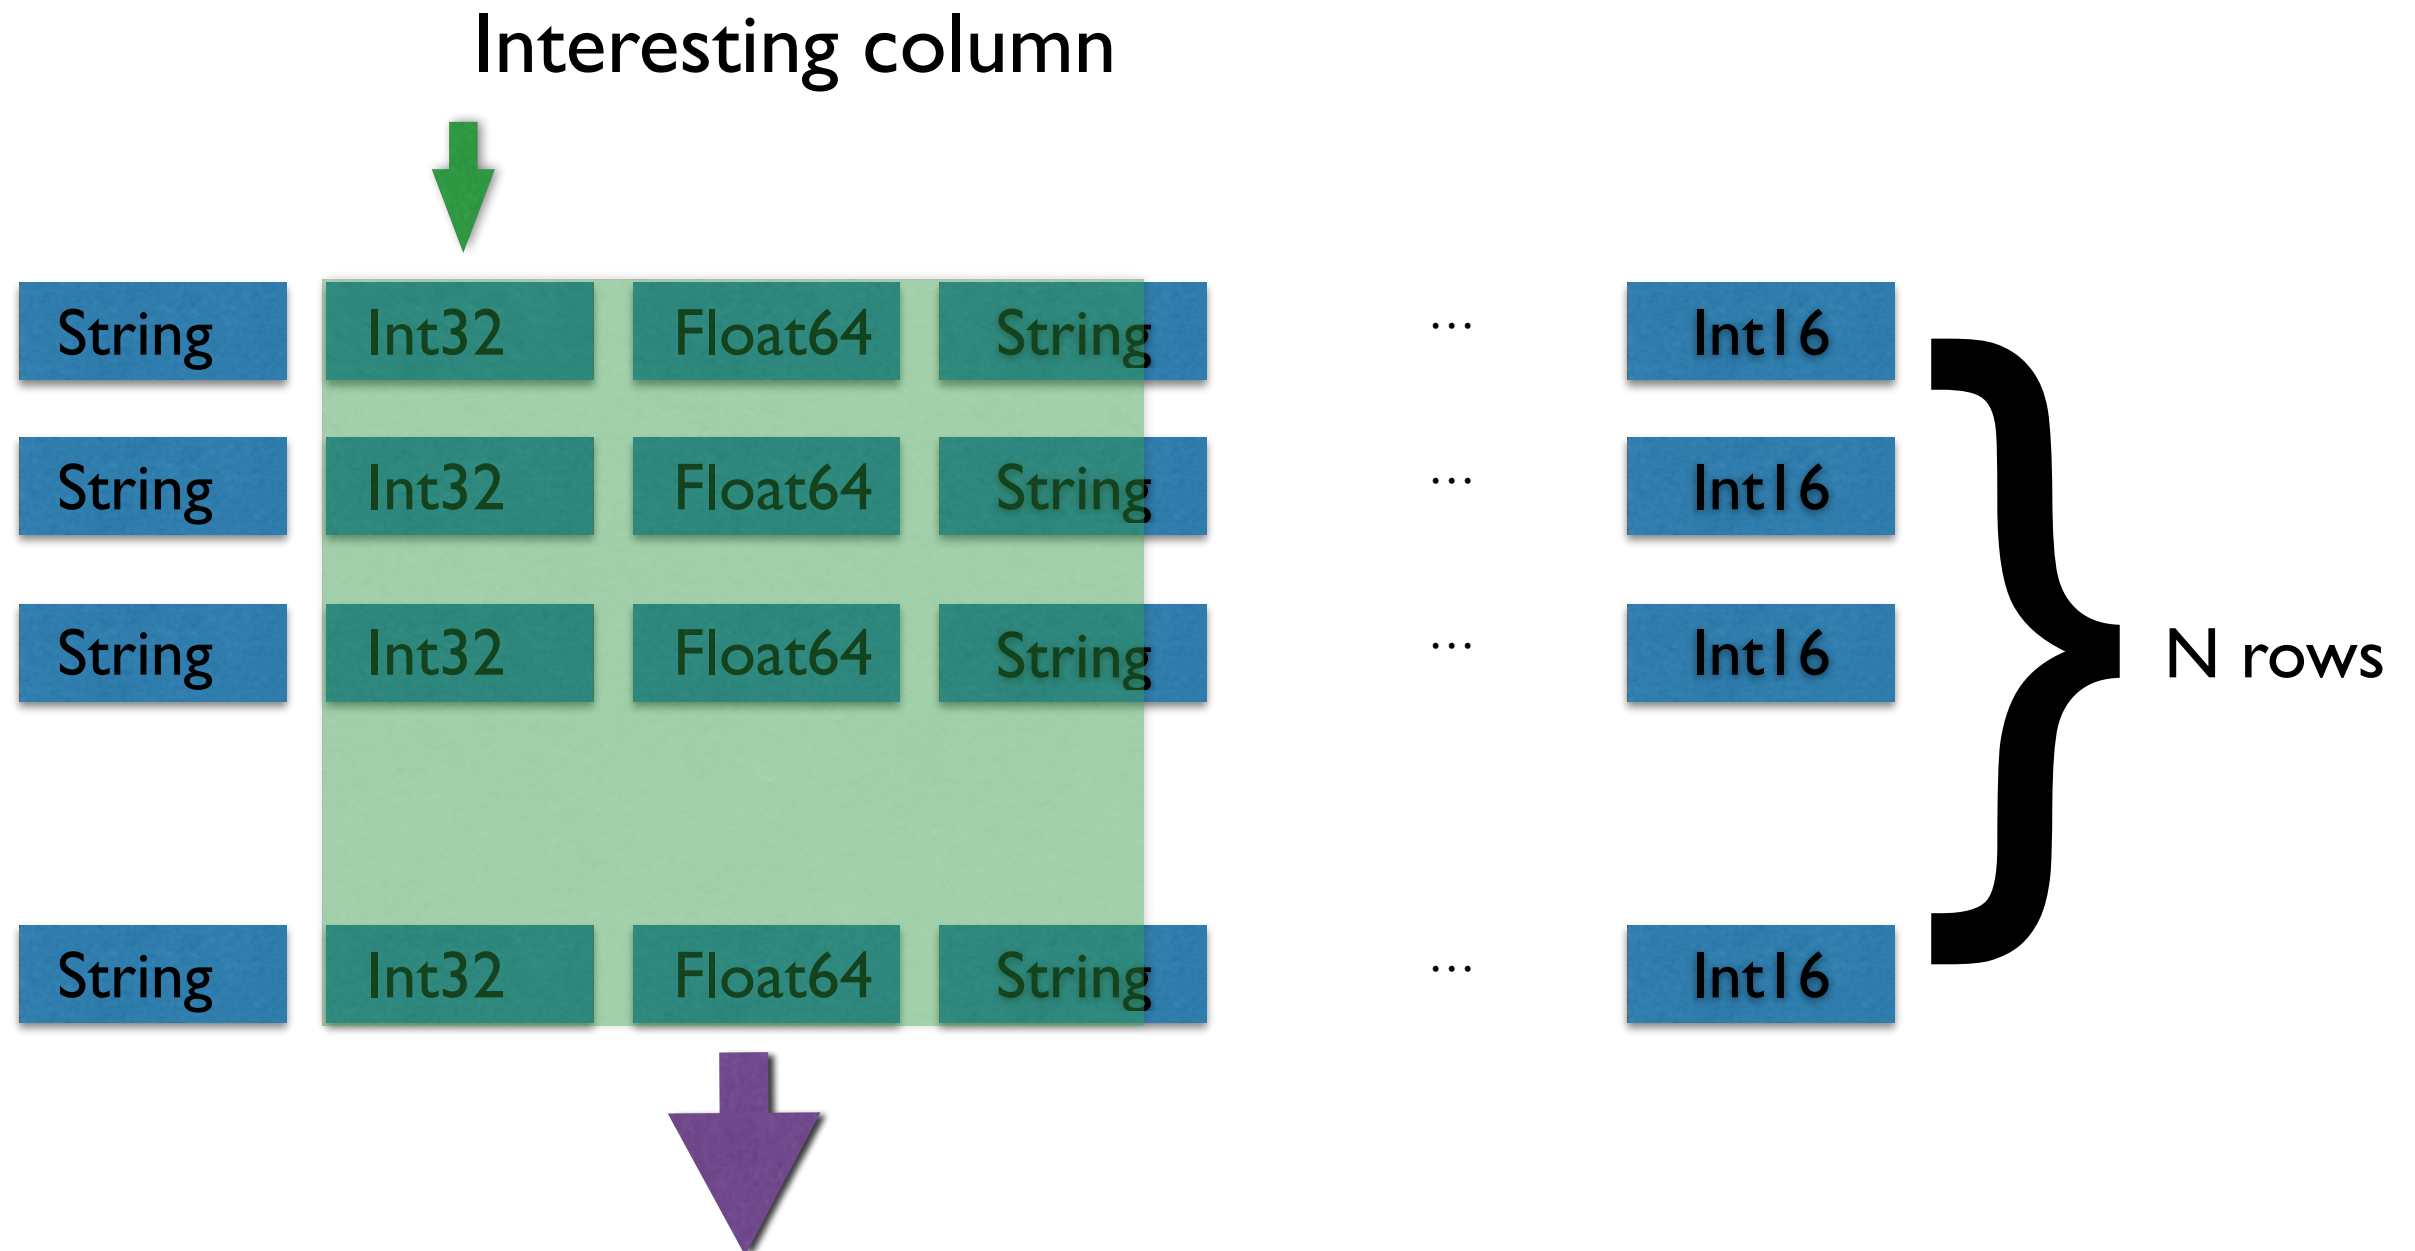 Interesting column
String Int32 Float64 String ... Int16
String Int32 Float64 String ... Int16
String Int32 Float64 String ... Int16
} N rows
String Int32 Float64 String ... Int16